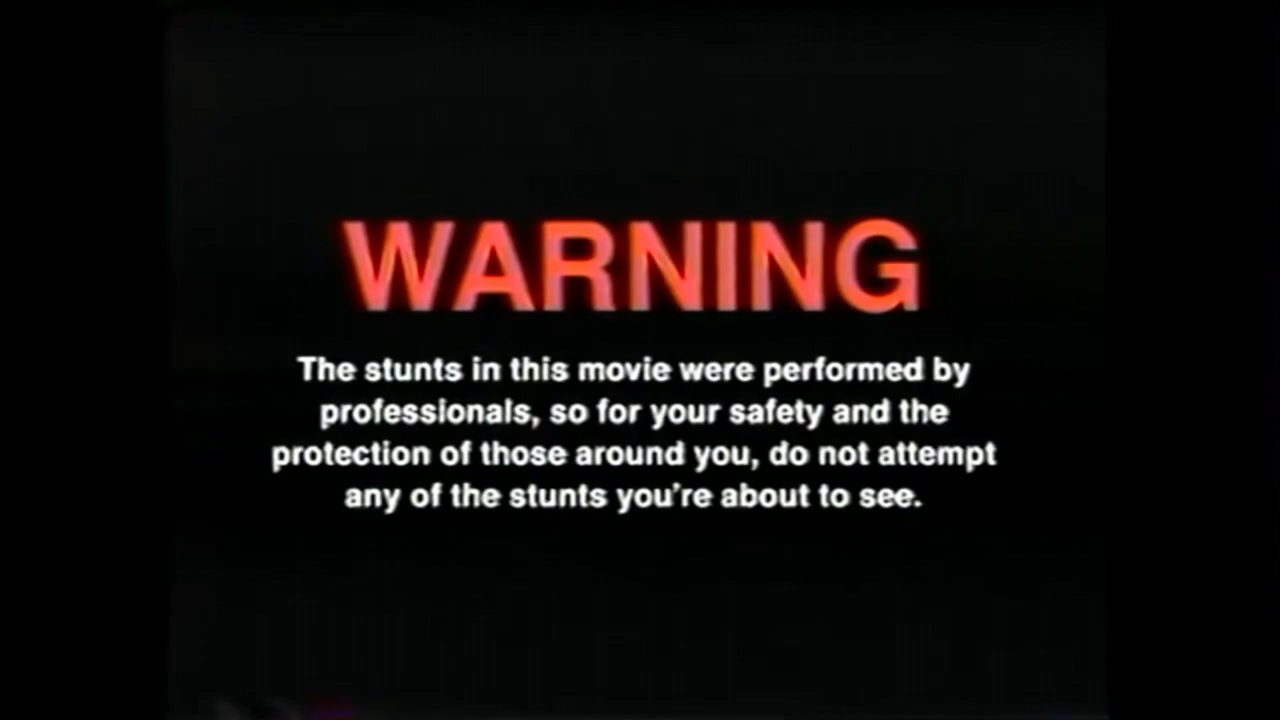 WARNING
The stunts in this movie were performed by
professionals, so for your safety and the
protection of those around you, do not attempt
any of the stunts you're about to see.